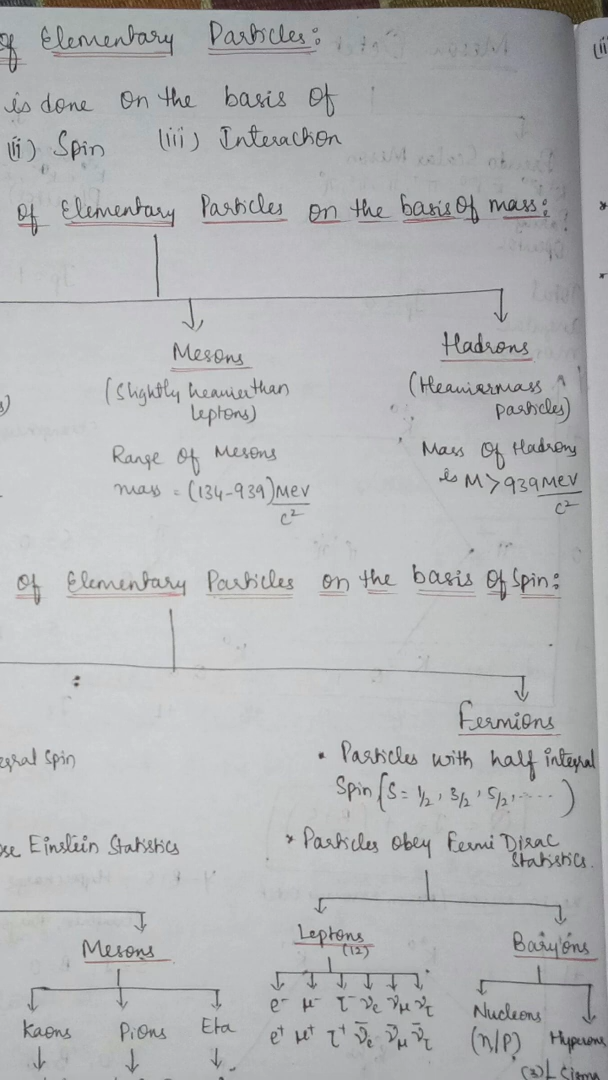 of Elementary Particles:
is done on the basis of
(ii) Spin (iii) Interaction
of Elementary Particles on the basis Of mass:
Mesons
Hadrons
(Slightly heavier than leptons)
(Heavier mass particles)
Range of Mesons
mass = (134-939) MeV/c²
Mass of Hadrons
is M > 939 MeV/c²
of Elementary Particles on the basis Of Spin:
Fermions
egral Spin
• Particles with half integral
Spin (S = 1/2, 3/2, 5/2, .....)
ose Einstein Statistics
* Particles obey Fermi Dirac
Statistics.
Mesons
Leptons
(12)
Baryons
Kaons Pions Eta
e⁻ μ⁻ τ⁻ νe νμ ντ
e⁺ μ⁺ τ⁺ ν̄e ν̄μ ν̄τ
Nucleons
(n/p)
Hyperons